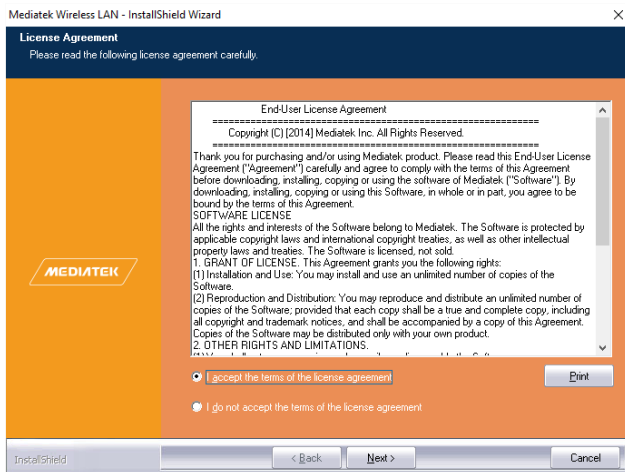 Mediatek Wireless LAN - InstallShield Wizard
License Agreement
Please read the following license agreement carefully.
End-User License Agreement
============================================================
Copyright (C) [2014] Mediatek Inc. All Rights Reserved.
============================================================
Thank you for purchasing and/or using Mediatek product. Please read this End-User License
Agreement ("Agreement") carefully and agree to comply with the terms of this Agreement
before downloading, installing, copying or using the software of Mediatek ("Software"). By
downloading, installing, copying or using this Software, in whole or in part, you agree to be
bound by the terms of this Agreement.
SOFTWARE LICENSE
All the rights and interests of the Software belong to Mediatek. The Software is protected by
applicable copyright laws and international copyright treaties, as well as other intellectual
property laws and treaties. The Software is licensed, not sold.
1. GRANT OF LICENSE. This Agreement grants you the following rights:
(1) Installation and Use: You may install and use an unlimited number of copies of the
Software.
(2) Reproduction and Distribution: You may reproduce and distribute an unlimited number of
copies of the Software; provided that each copy shall be a true and complete copy, including
all copyright and trademark notices, and shall be accompanied by a copy of this Agreement.
Copies of the Software may be distributed only with your own product.
2. OTHER RIGHTS AND LIMITATIONS.
MEDIATEK
I accept the terms of the license agreement
Print
I do not accept the terms of the license agreement
InstallShield
< Back
Next >
Cancel